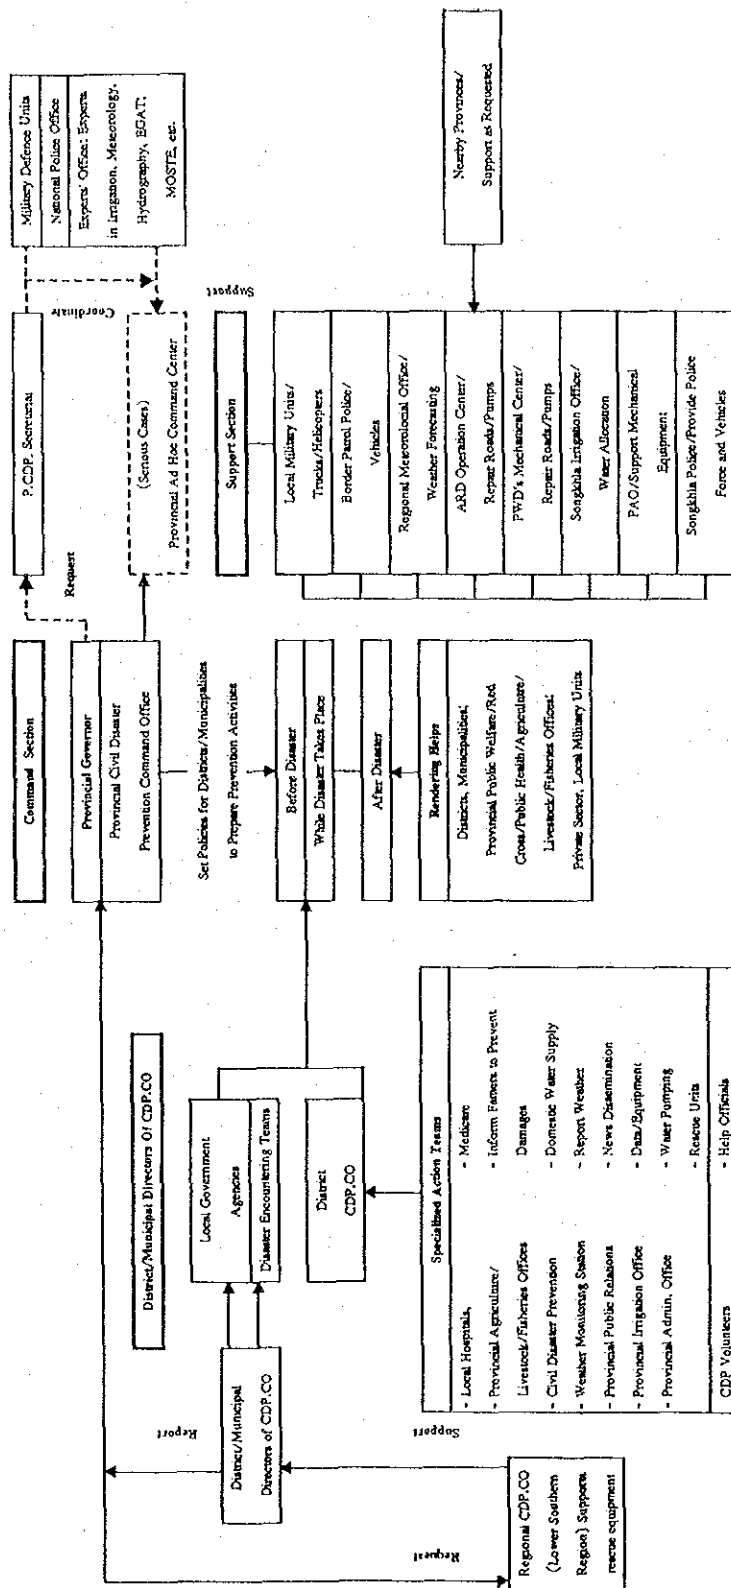 Command Section
Provincial Governor
Provincial Civil Disaster
Prevention Command Office
Request
P.CDP. Secretariat
Coordinate
Military Defence Units
National Police Office
Experts' Office: Experts
in Irrigation, Meteorology,
Hydrography, EGAT;
MOSTE, etc.
(Serious Cases)
Provincial Ad Hoc Command Center
Set Policies for Districts/Municipalities
to Prepare Prevention Activities
Support Section
Support
Local Military Units/
Trucks/Helicopters
Border Patrol Police/
Vehicles
Regional Meteorolocial Office/
Weather Forecasting
ARD Operation Center/
Repair Roads/Pumps
PWD's Mechanical Center/
Repair Roads/Pumps
Songkhla Irrigation Office/
Water Allocation
PAO/Support Mechanical
Equipment
Songkhla Police/Provide Police
Force and Vehicles
Nearby Provinces/
Support as Requested
Before Disaster
While Disaster Takes Place
After Disaster
Rendering Helps
Districts, Municipalities;
Provincial Public Welfare/Red
Cross/Public Health/Agriculture/
Livestock/Fisheries Offices;
Private Sector, Local Military Units
District/Municipal Directors Of CDP.CO
Local Government
Agencies
Disaster Encountering Teams
District
CDP.CO
Report
District/Municipal
Directors of CDP.CO
Support
Request
Regional CDP.CO
(Lower Southern
Region) Supports
rescue equipment
Specialized Action Teams
- Local Hospitals, - Medicare
- Provincial Agriculture/ - Inform Famers to Prevent
Livestock/Fisheries Offices Damages
- Civil Disaster Prevention - Domestic Water Supply
- Weather Monitoring Station - Report Weather
- Provincial Public Relations - News Dissemination
- Provincial Irrigation Office - Data/Equipment
- Provincial Admin. Office - Water Pumping
- Rescue Units
CDP Volunteers - Help Officials